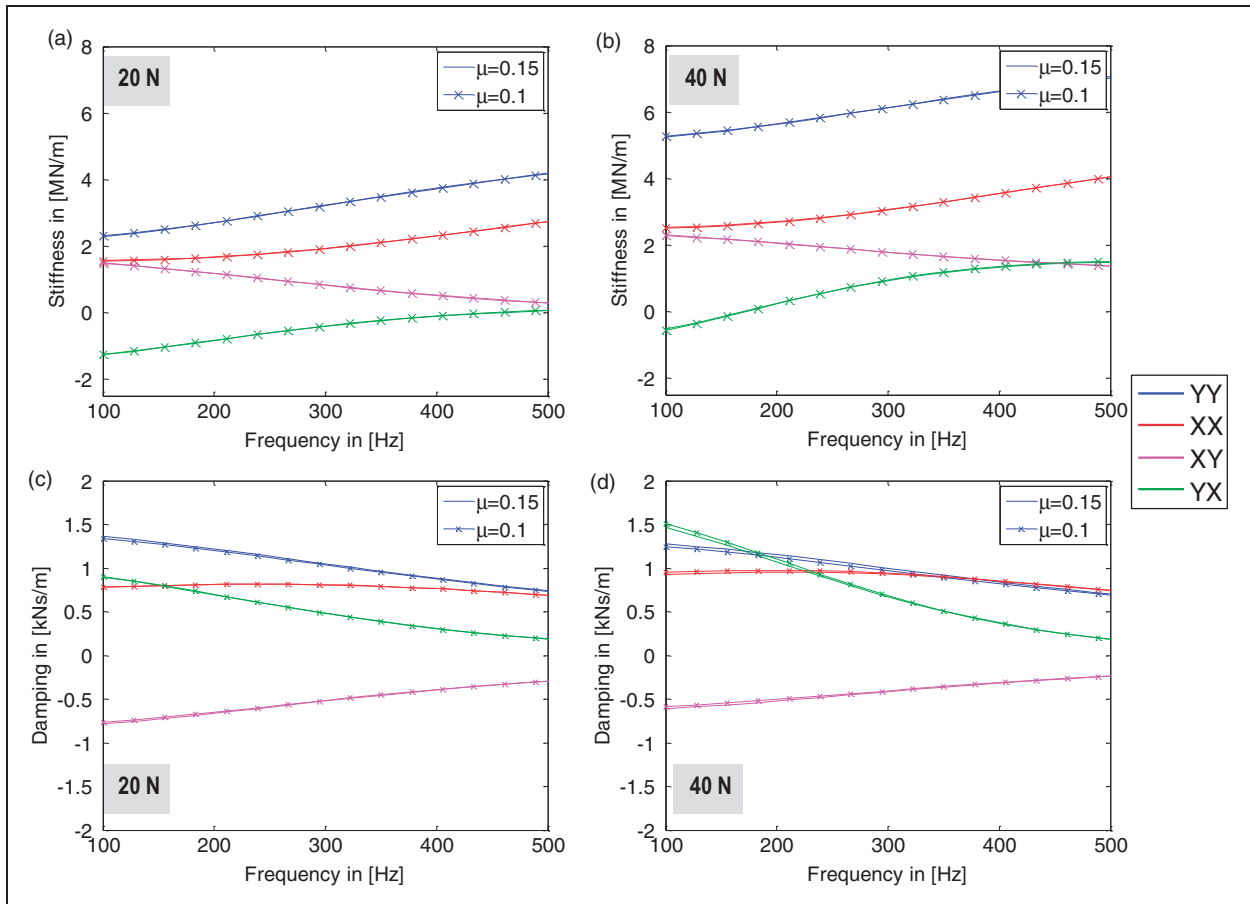 (a)
20 N
μ=0.15
μ=0.1
8
6
4
2
0
-2
Stiffness in [MN/m]
100 200 300 400 500
Frequency in [Hz]
(b)
40 N
μ=0.15
μ=0.1
8
6
4
2
0
-2
Stiffness in [MN/m]
100 200 300 400 500
Frequency in [Hz]
YY
XX
XY
YX
(c)
20 N
μ=0.15
μ=0.1
2
1.5
1
0.5
0
-0.5
-1
-1.5
-2
Damping in [kNs/m]
100 200 300 400 500
Frequency in [Hz]
(d)
40 N
μ=0.15
μ=0.1
2
1.5
1
0.5
0
-0.5
-1
-1.5
-2
Damping in [kNs/m]
100 200 300 400 500
Frequency in [Hz]